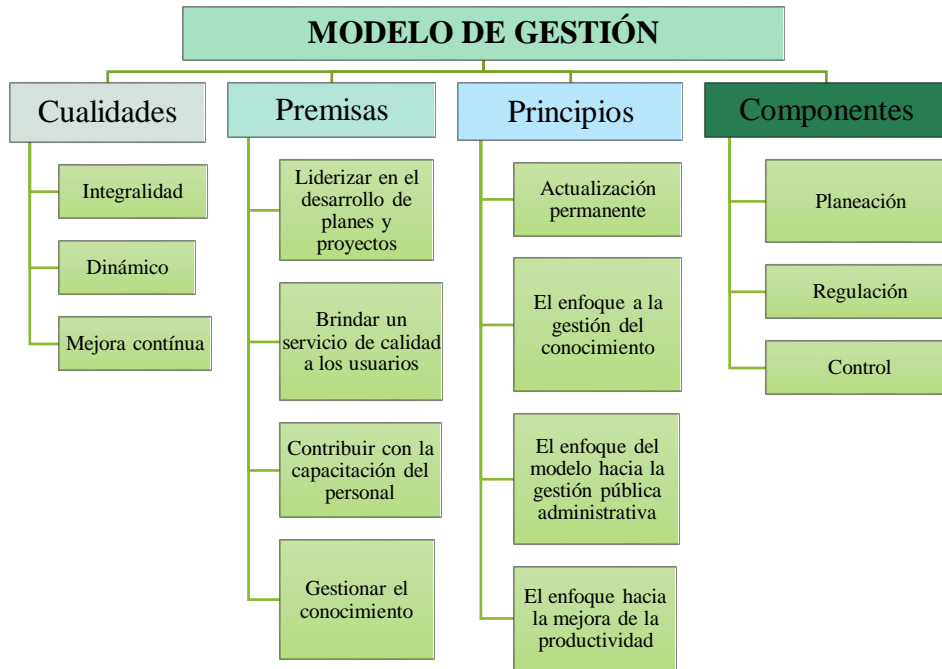 MODELO DE GESTIÓN
Cualidades
Integralidad
Dinámico
Mejora contínua
Premisas
Liderizar en el
desarrollo de
planes y
proyectos
Brindar un
servicio de calidad
a los usuarios
Contribuir con la
capacitación del
personal
Gestionar el
conocimiento
Principios
Actualización
permanente
El enfoque a la
gestión del
conocimiento
El enfoque del
modelo hacia la
gestión pública
administrativa
El enfoque hacia
la mejora de la
productividad
Componentes
Planeación
Regulación
Control